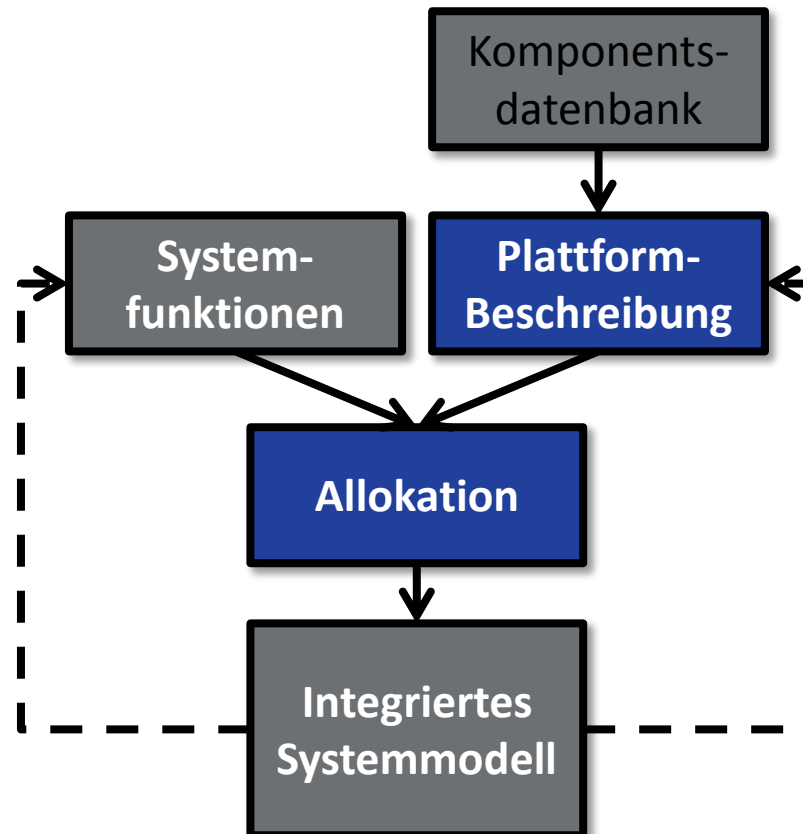 Komponents-
datenbank
System-
funktionen
Plattform-
Beschreibung
Allokation
Integriertes
Systemmodell